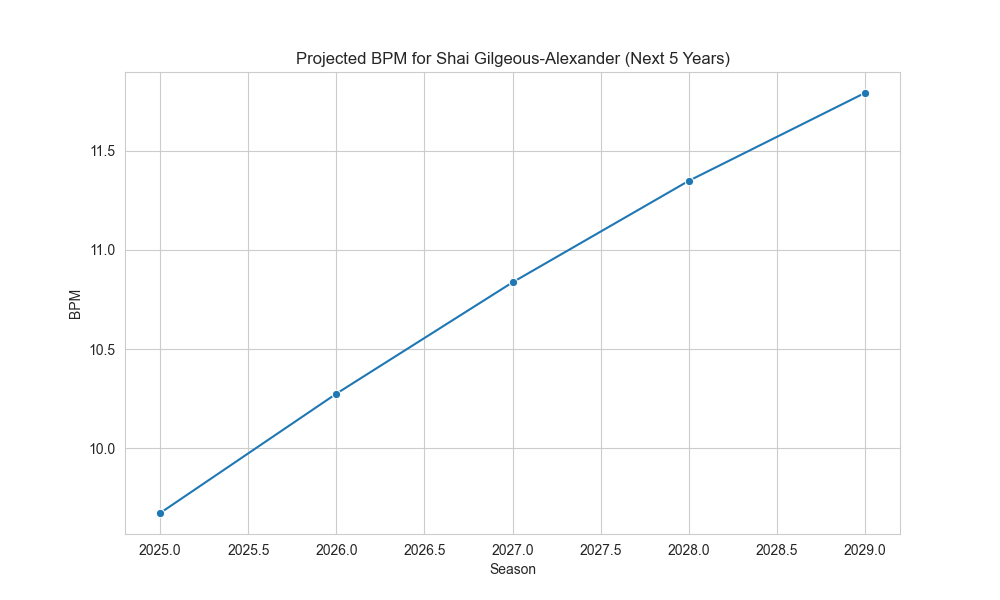 Projected BPM for Shai Gilgeous-Alexander (Next 5 Years)
11.5
11.0
10.5
10.0
BPM
2025.0 2025.5 2026.0 2026.5 2027.0 2027.5 2028.0 2028.5 2029.0
Season